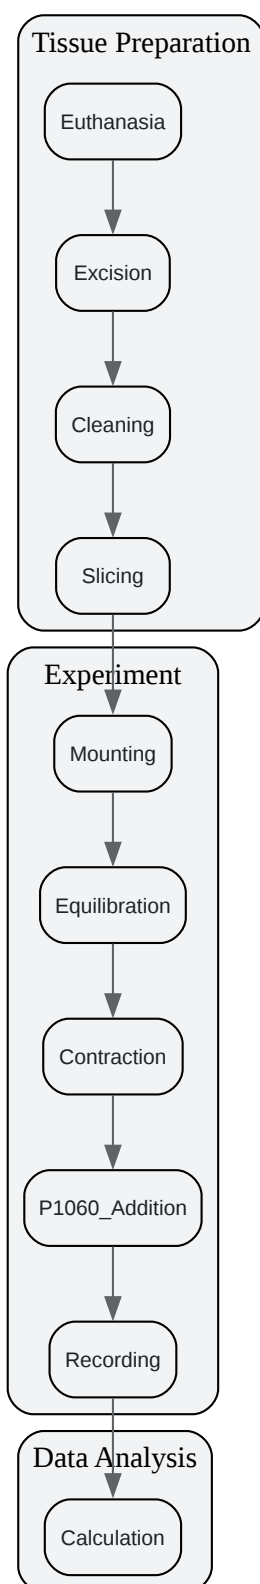 Tissue Preparation
Euthanasia
Excision
Cleaning
Slicing
Experiment
Mounting
Equilibration
Contraction
P1060_Addition
Recording
Data Analysis
Calculation